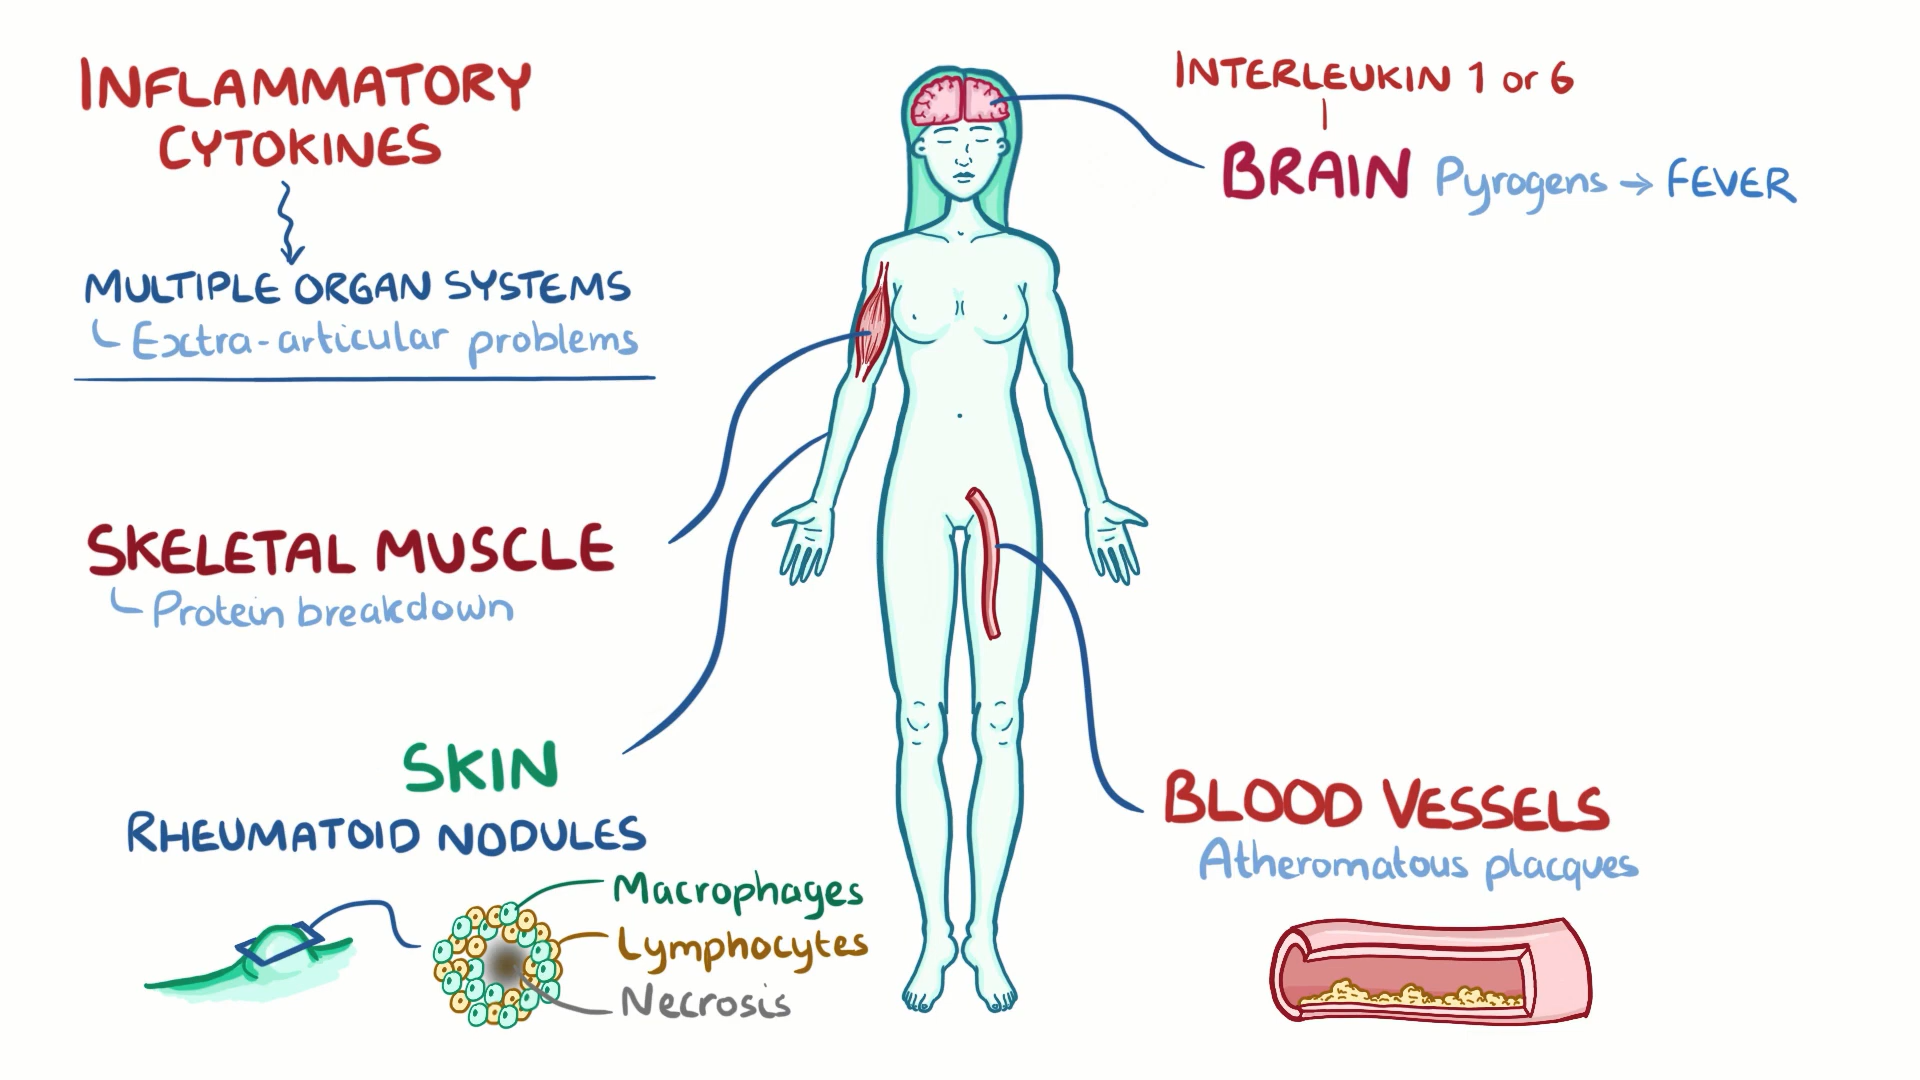 INFLAMMATORY
CYTOKINES
MULTIPLE ORGAN SYSTEMS
Extra-articular problems
SKELETAL MUSCLE
Protein breakdown
SKIN
RHEUMATOID NODULES
Macrophages
Lymphocytes
Necrosis
INTERLEUKIN 1 or 6
BRAIN Pyrogens → FEVER
BLOOD VESSELS
Atheromatous placques